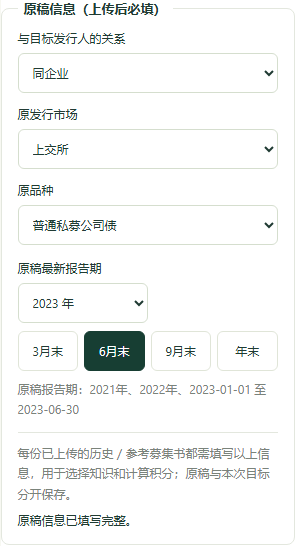 原稿信息（上传后必填）
与目标发行人的关系
同企业
原发行市场
上交所
原品种
普通私募公司债
原稿最新报告期
2023 年
3月末 6月末 9月末 年末
原稿报告期：2021年、2022年、2023-01-01 至
2023-06-30
每份已上传的历史 / 参考募集书都需填写以上信
息，用于选择知识和计算积分；原稿与本次目标
分开保存。
原稿信息已填写完整。